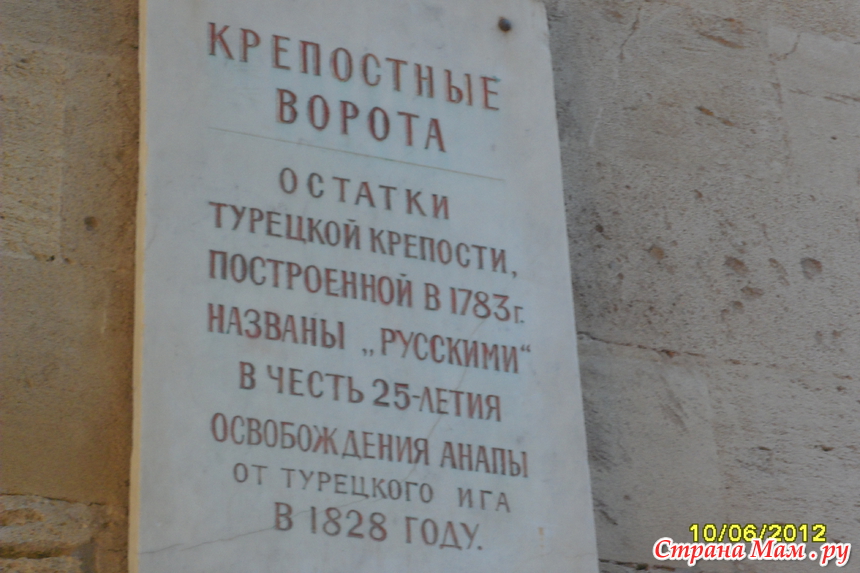 КРЕПОСТНЫЕ
ВОРОТА
ОСТАТКИ
ТУРЕЦКОЙ КРЕПОСТИ,
ПОСТРОЕННОЙ В 1783г.
НАЗВАНЫ „РУССКИМИ“
В ЧЕСТЬ 25-ЛЕТИЯ
ОСВОБОЖДЕНИЯ АНАПЫ
ОТ ТУРЕЦКОГО ИГА
В 1828 ГОДУ.
10/06/2012
Страна Мам.ру